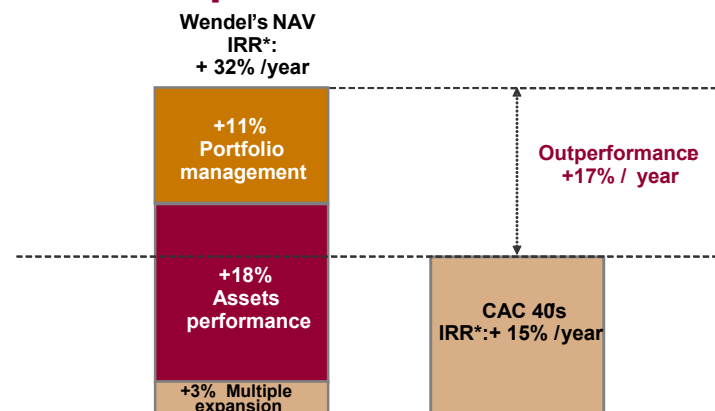 Wendel's NAV
IRR*:
+ 32% /year
+11%
Portfolio
management
Outperformance
+17% / year
+18%
Assets
performance
CAC 40's
IRR*:+ 15% /year
+3% Multiple
expansion